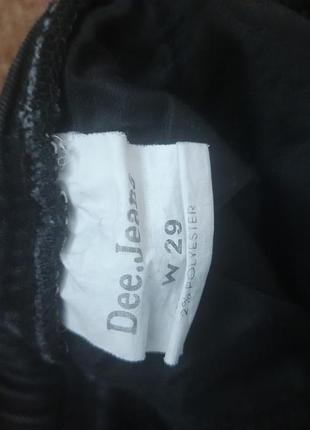 Dee.Jeans
W 29
2% POLYESTER